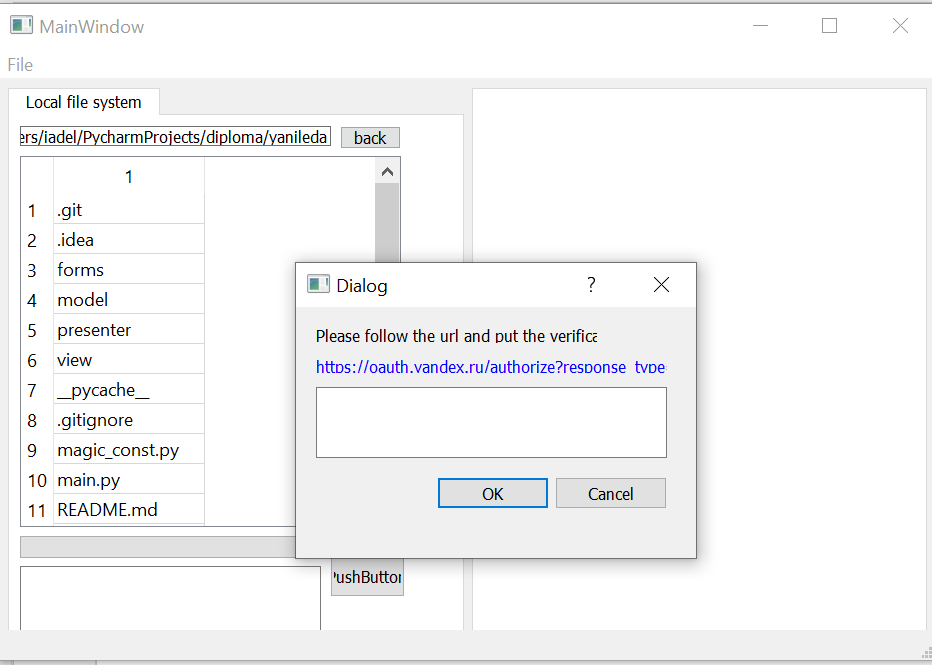 MainWindow
File
Local file system
ers/iadel/PycharmProjects/diploma/yanileda
back
1
1 .git
2 .idea
3 forms
4 model
5 presenter
6 view
7 __pycache__
8 .gitignore
9 magic_const.py
10 main.py
11 README.md
Dialog
?
Please follow the url and put the verifica
https://oauth.yandex.ru/authorize?response_type=
OK
Cancel
PushButton